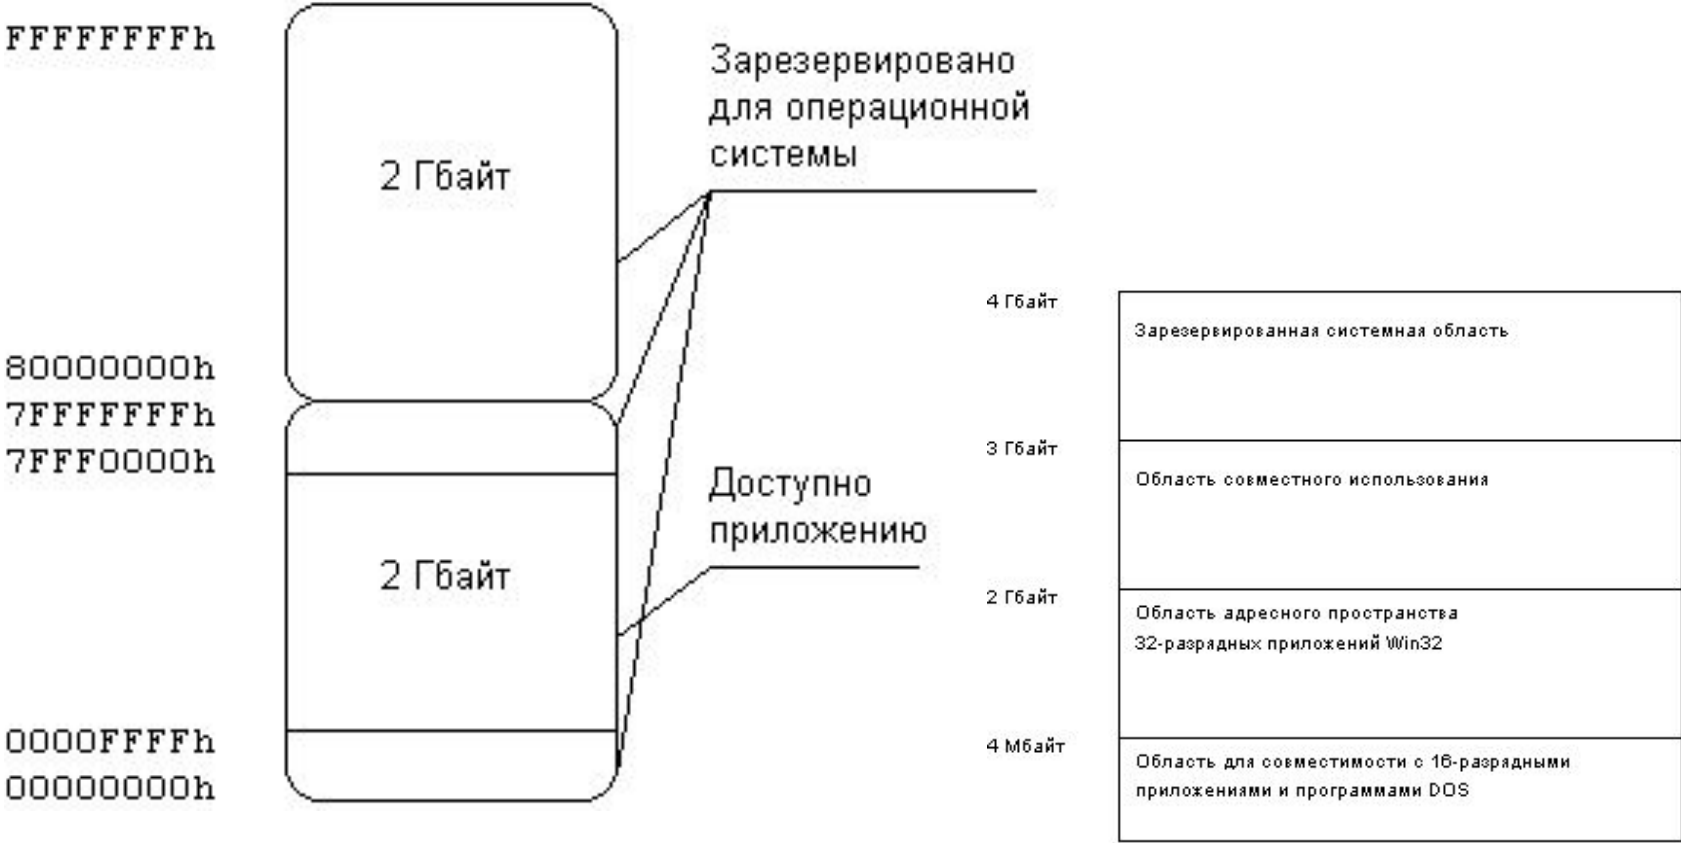 FFFFFFFFh
2 Гбайт
Зарезервировано
для операционной
системы
80000000h
7FFFFFFFh
7FFF0000h
Доступно
приложению
2 Гбайт
0000FFFFh
00000000h
4 Гбайт
Зарезервированная системная область
3 Гбайт
Область совместного использования
2 Гбайт
Область адресного пространства
32-разрядных приложений Win32
4 Мбайт
Область для совместимости с 16-разрядными
приложениями и программами DOS